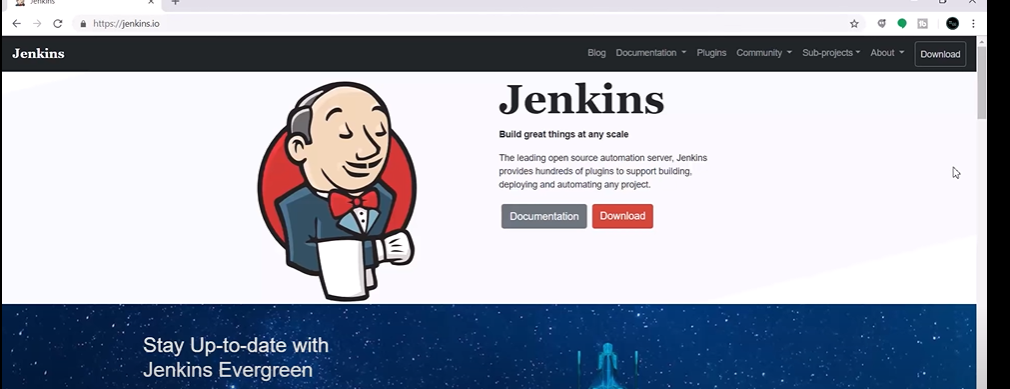 Jenkins
https://jenkins.io
Jenkins
Blog Documentation Plugins Community Sub-projects About Download
Jenkins
Build great things at any scale
The leading open source automation server, Jenkins
provides hundreds of plugins to support building,
deploying and automating any project.
Documentation Download
Stay Up-to-date with
Jenkins Evergreen